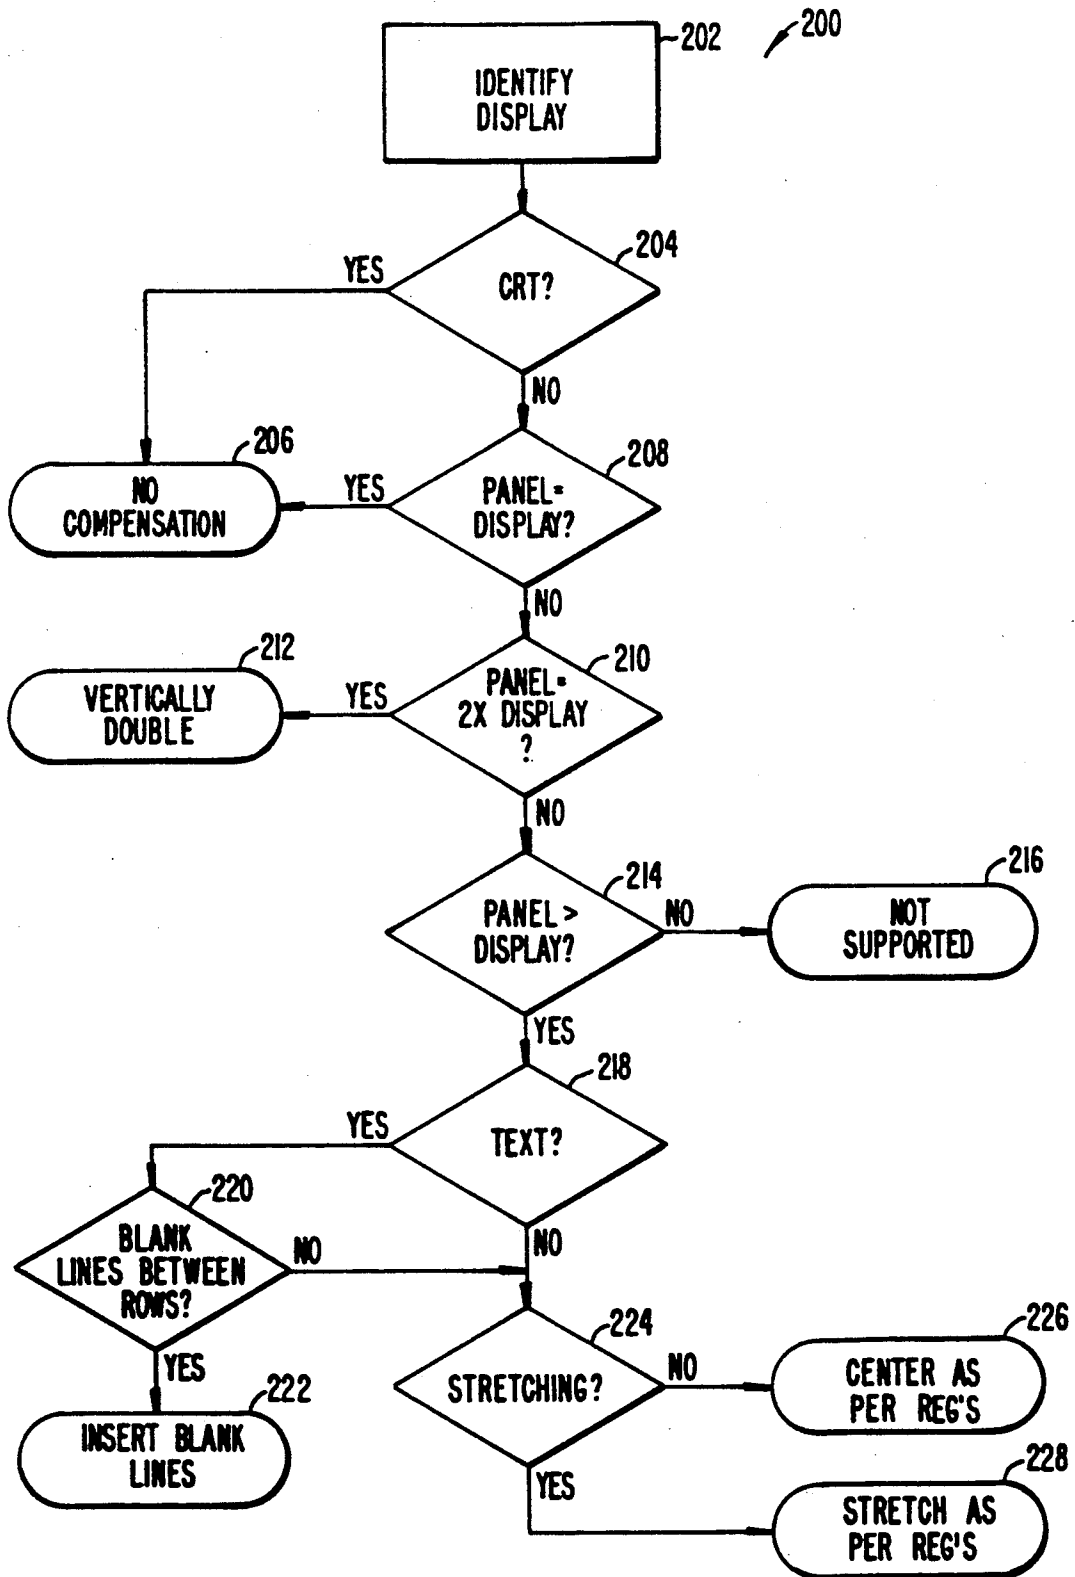 200
202
IDENTIFY
DISPLAY
204
YES
CRT?
NO
206
NO
COMPENSATION
YES
208
PANEL=
DISPLAY?
NO
212
VERTICALLY
DOUBLE
YES
210
PANEL=
2X DISPLAY
?
NO
214
PANEL >
DISPLAY?
NO
216
NOT
SUPPORTED
YES
218
YES
TEXT?
NO
220
BLANK
LINES BETWEEN
ROWS?
NO
YES
222
INSERT BLANK
LINES
224
STRETCHING?
NO
226
CENTER AS
PER REG'S
YES
228
STRETCH AS
PER REG'S